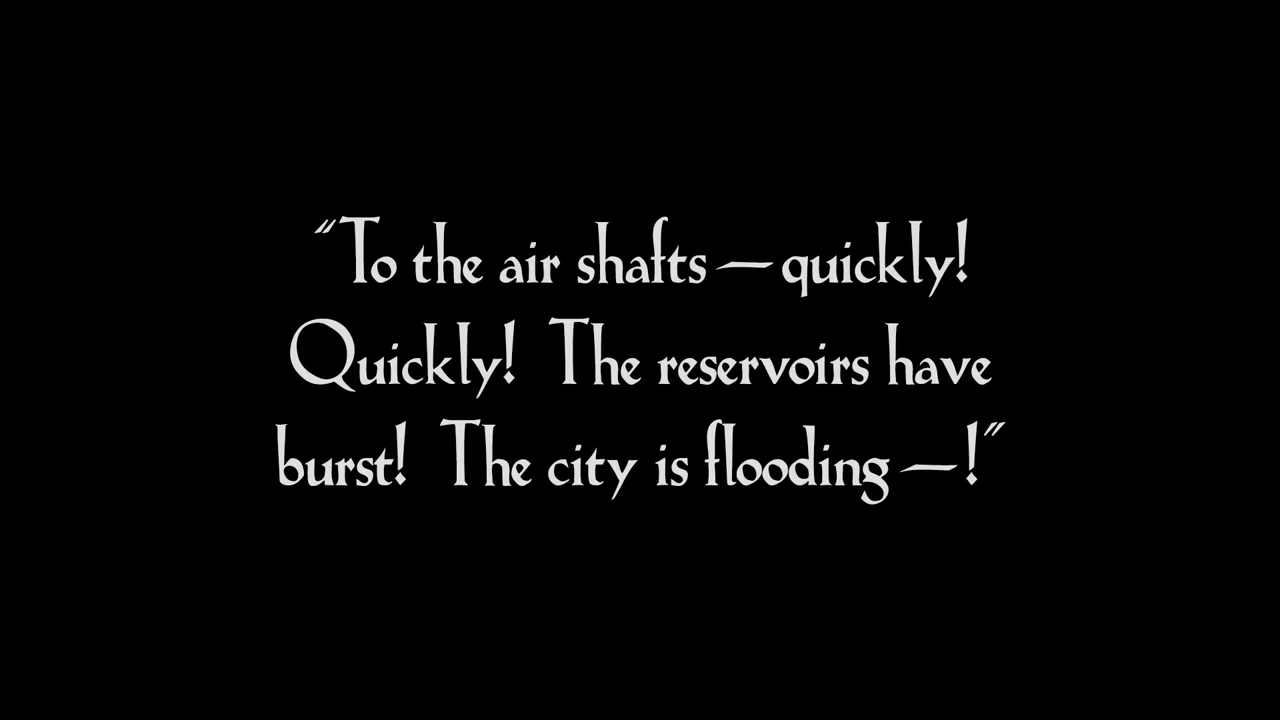 “To the air shafts — quickly!
Quickly! The reservoirs have
burst! The city is flooding — !”